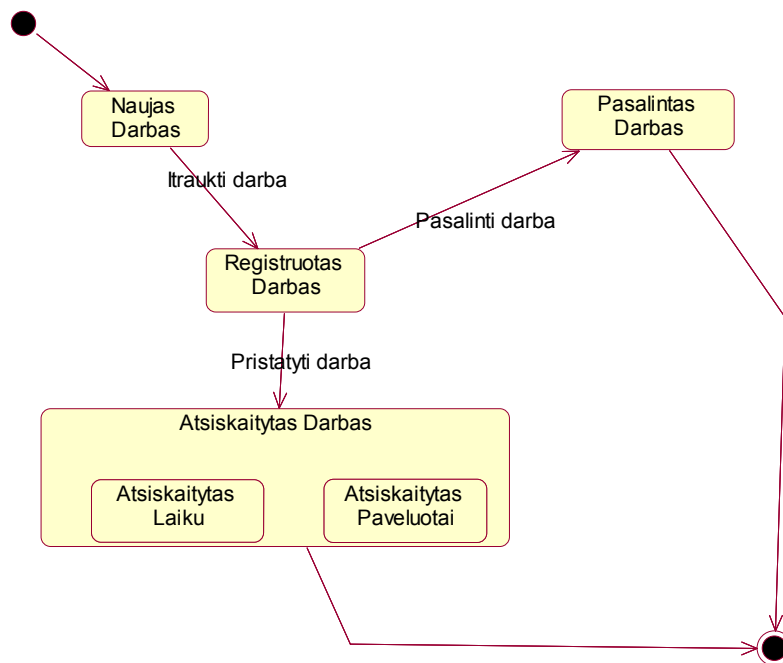 Naujas
Darbas
Pasalintas
Darbas
Itraukti darba
Pasalinti darba
Registruotas
Darbas
Pristatyti darba
Atsiskaitytas Darbas
Atsiskaitytas
Laiku
Atsiskaitytas
Paveluotai